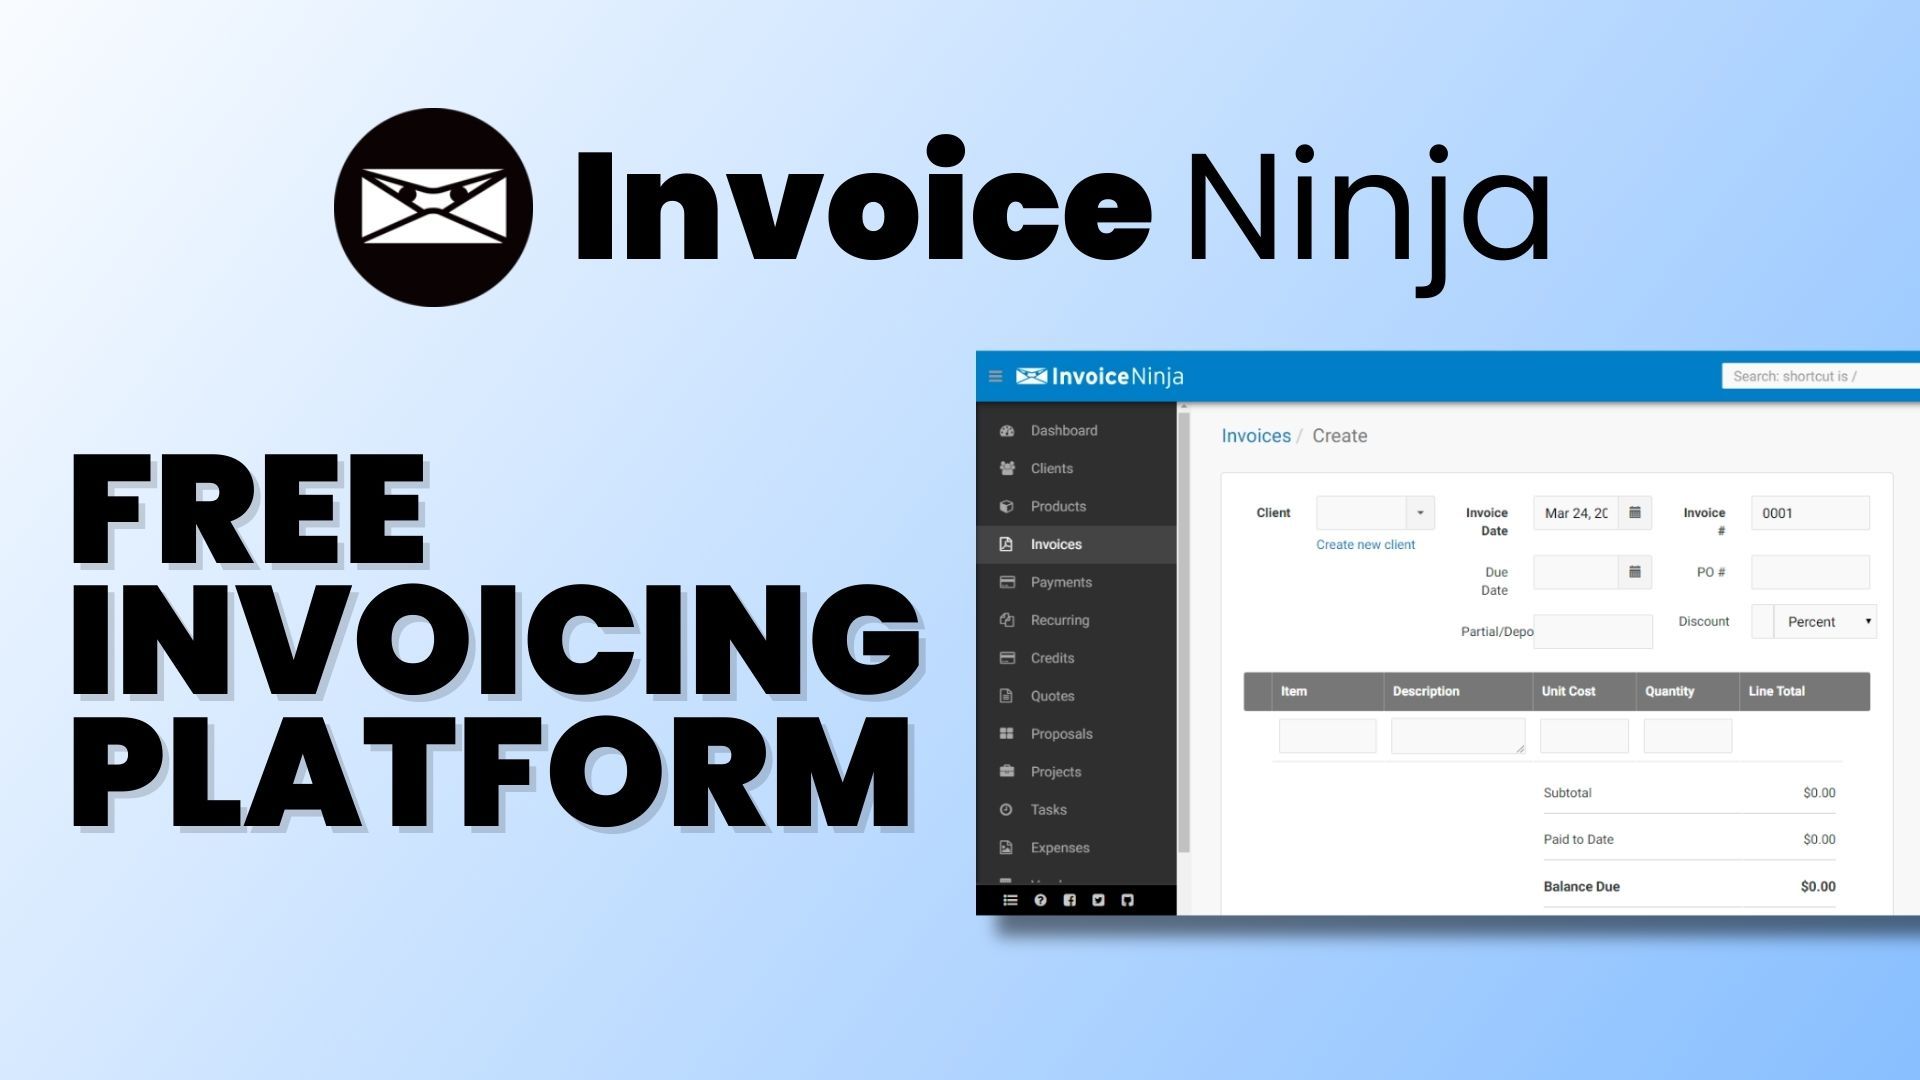 Invoice Ninja
FREE
INVOICING
PLATFORM
InvoiceNinja
Search: shortcut is /
Dashboard
Clients
Products
Invoices
Payments
Recurring
Credits
Quotes
Proposals
Projects
Tasks
Expenses
Invoices / Create
Client
Create new client
Invoice
Date
Mar 24, 20
Due
Date
Partial/Depo
Invoice
#
0001
PO #
Discount
Percent
Item Description Unit Cost Quantity Line Total
Subtotal $0.00
Paid to Date $0.00
Balance Due $0.00